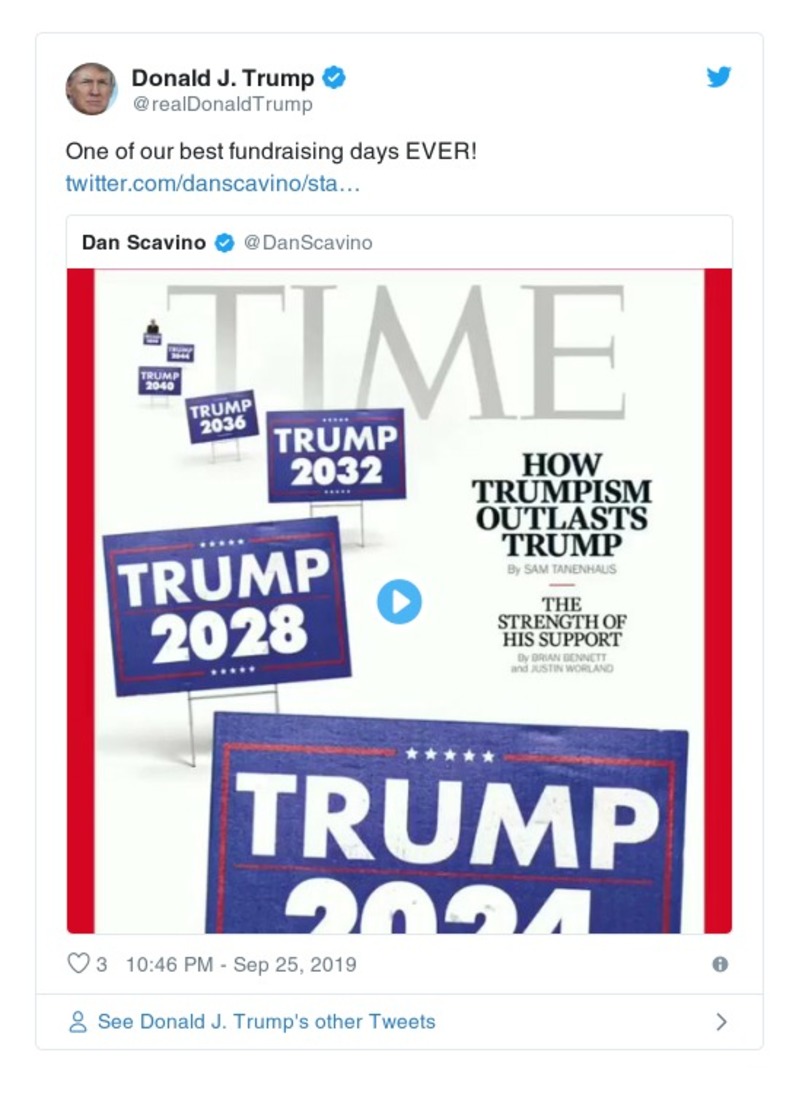 Donald J. Trump
@realDonaldTrump
One of our best fundraising days EVER!
twitter.com/danscavino/sta…
Dan Scavino @DanScavino
TIME
TRUMP
2044
TRUMP
2040
TRUMP
2036
TRUMP
2032
HOW
TRUMPISM
OUTLASTS
TRUMP
By SAM TANENHAUS
THE
STRENGTH OF
HIS SUPPORT
By BRIAN BENNETT
and JUSTIN WORLAND
TRUMP
2028
TRUMP
2024
3 10:46 PM - Sep 25, 2019
See Donald J. Trump's other Tweets